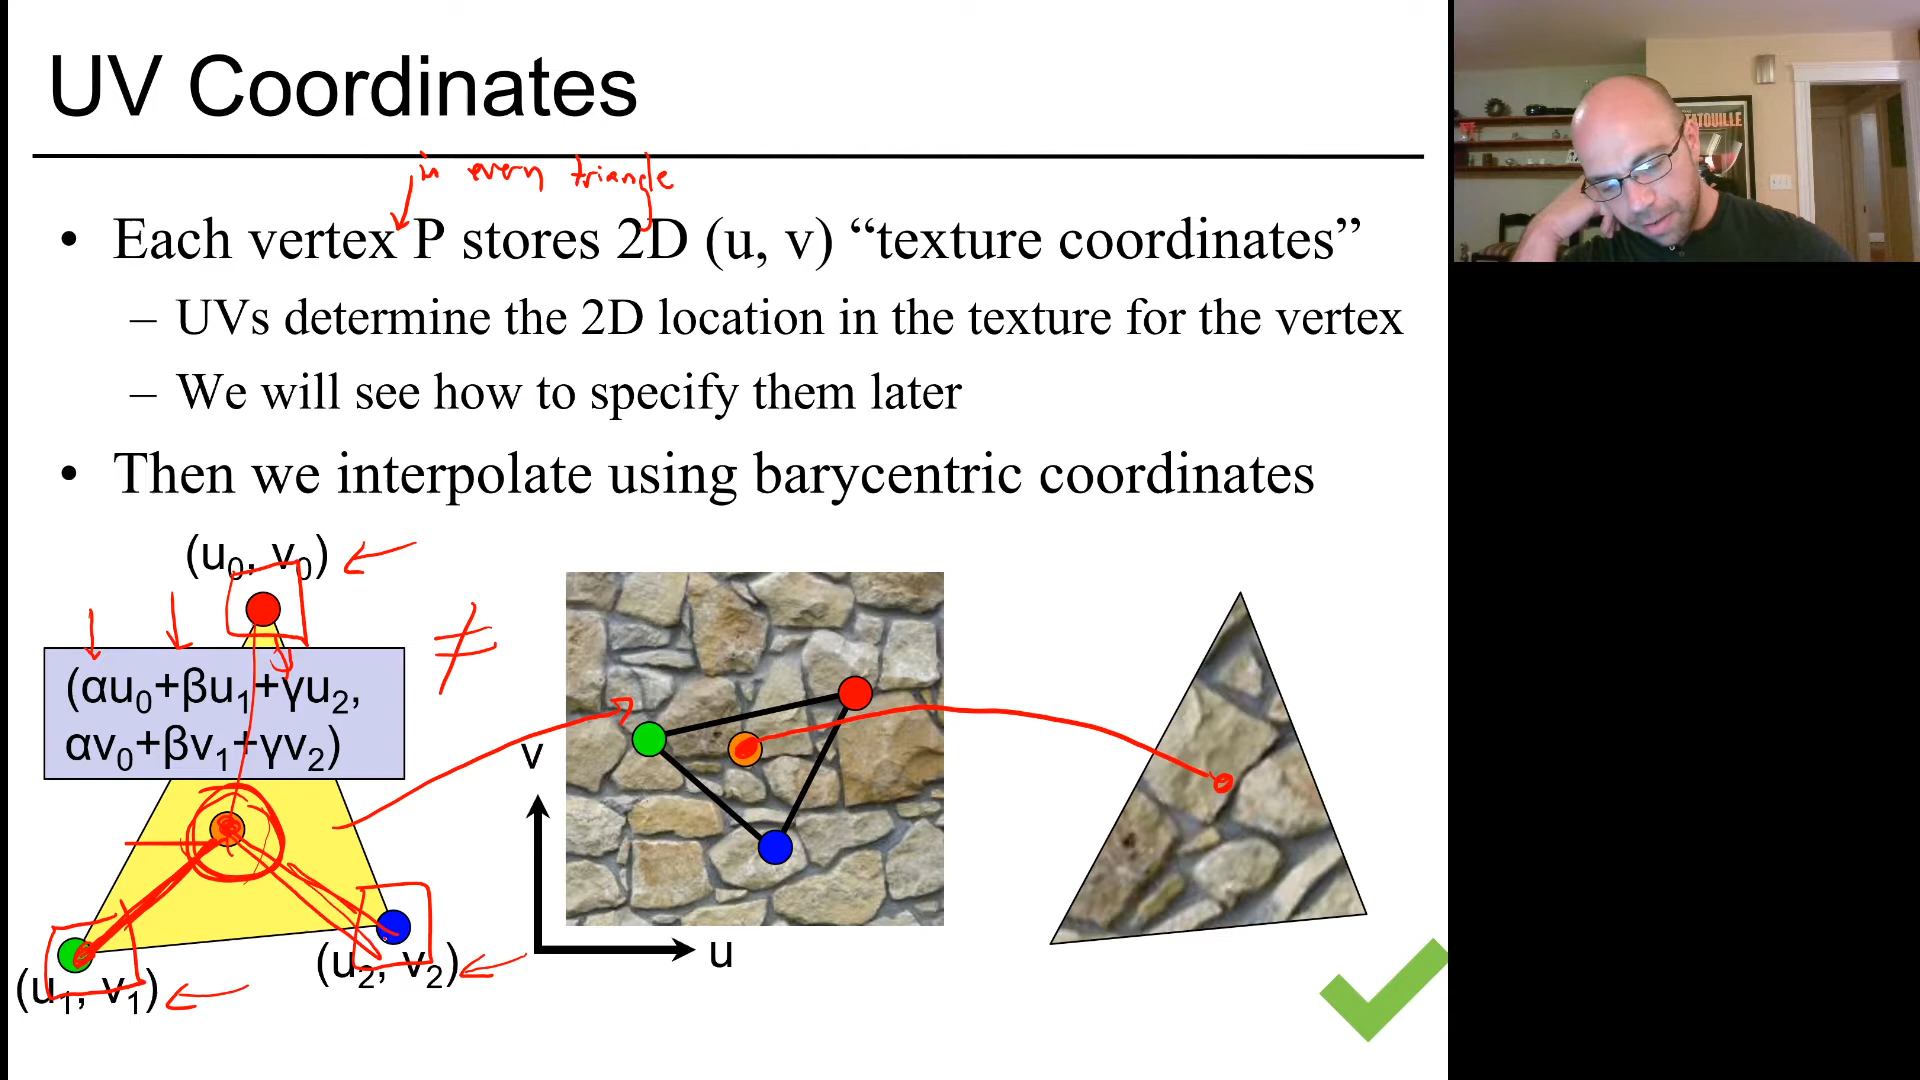 UV Coordinates
in every triangle
• Each vertex P stores 2D (u, v) “texture coordinates”
– UVs determine the 2D location in the texture for the vertex
– We will see how to specify them later
• Then we interpolate using barycentric coordinates
(u₀, v₀)
≠
(αu₀+βu₁+γu₂,
αv₀+βv₁+γv₂)
v
u
(u₁, v₁)
(u₂, v₂)
TATOUILLE